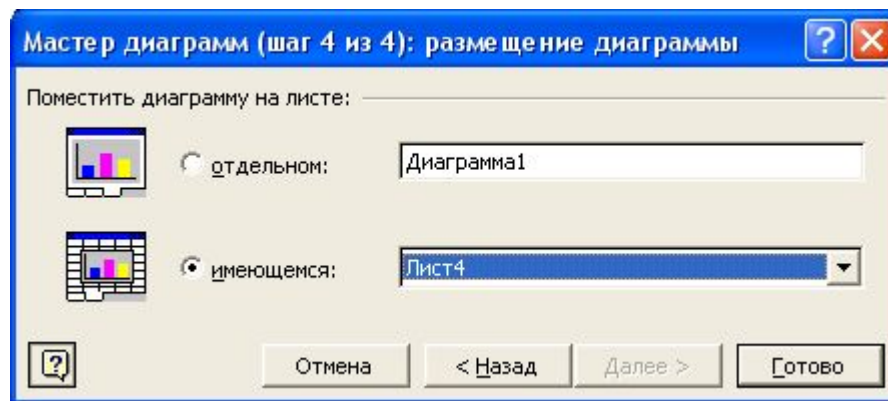 Мастер диаграмм (шаг 4 из 4): размещение диаграммы
Поместить диаграмму на листе:
отдельном:
Диаграмма1
имеющемся:
Лист4
Отмена
< Назад
Далее >
Готово